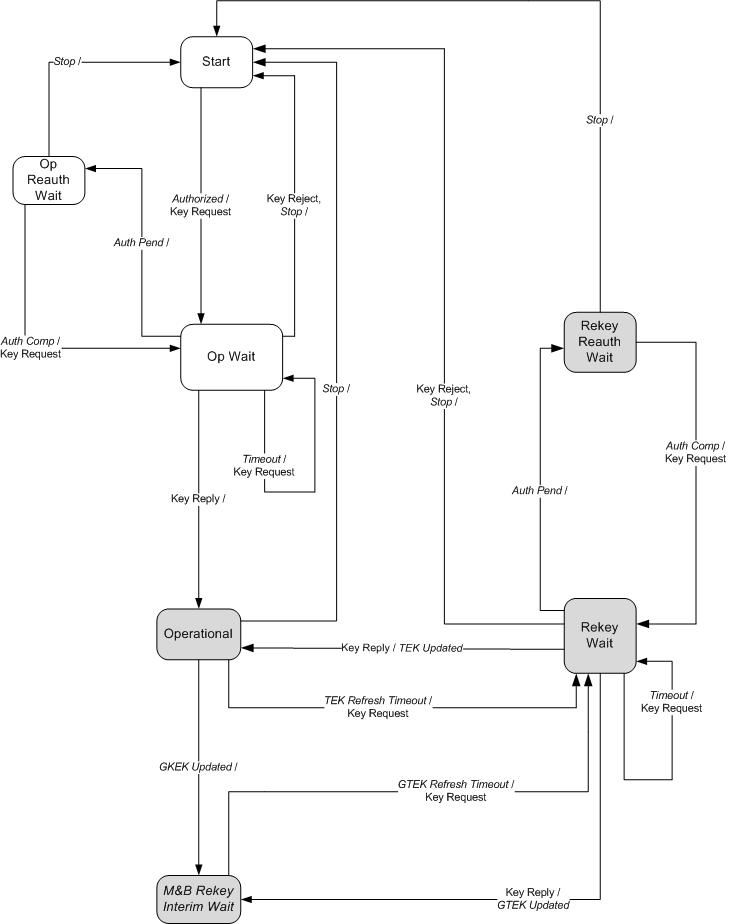 Start
Stop /
Stop /
Op
Reauth
Wait
Authorized /
Key Request
Key Reject,
Stop /
Auth Pend /
Auth Comp /
Key Request
Op Wait
Stop /
Key Reject,
Stop /
Rekey
Reauth
Wait
Timeout /
Key Request
Auth Comp /
Key Request
Key Reply /
Auth Pend /
Operational
Rekey
Wait
Key Reply / TEK Updated
TEK Refresh Timeout /
Key Request
Timeout /
Key Request
GKEK Updated /
GTEK Refresh Timeout /
Key Request
M&B Rekey
Interim Wait
Key Reply /
GTEK Updated